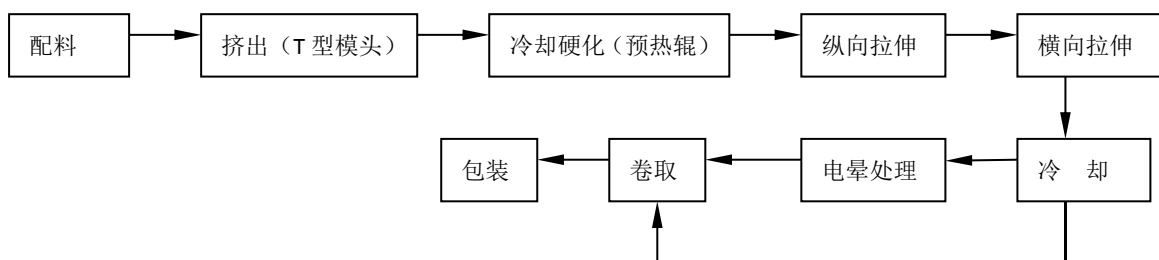 配料
挤出（T 型模头）
冷却硬化（预热辊）
纵向拉伸
横向拉伸
包装
卷取
电晕处理
冷 却